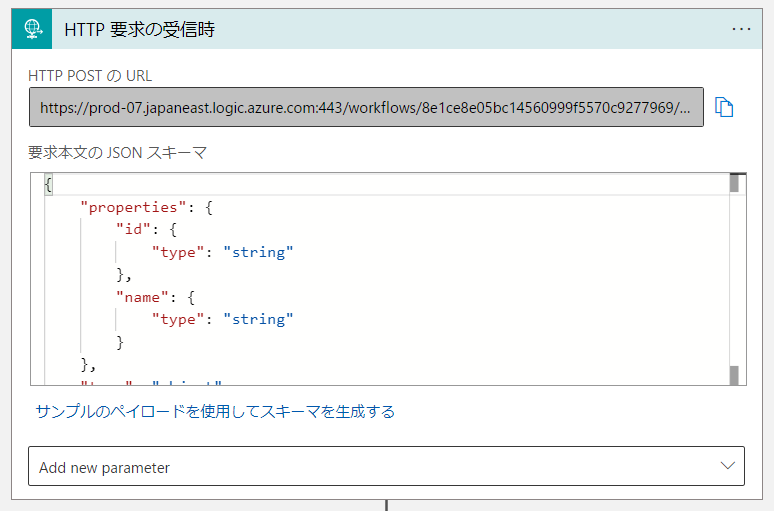 HTTP 要求の受信時
HTTP POST の URL
https://prod-07.japaneast.logic.azure.com:443/workflows/8e1ce8e05bc14560999f5570c9277969/...
要求本文の JSON スキーマ
{
"properties": {
"id": {
"type": "string"
},
"name": {
"type": "string"
}
},
サンプルのペイロードを使用してスキーマを生成する
Add new parameter